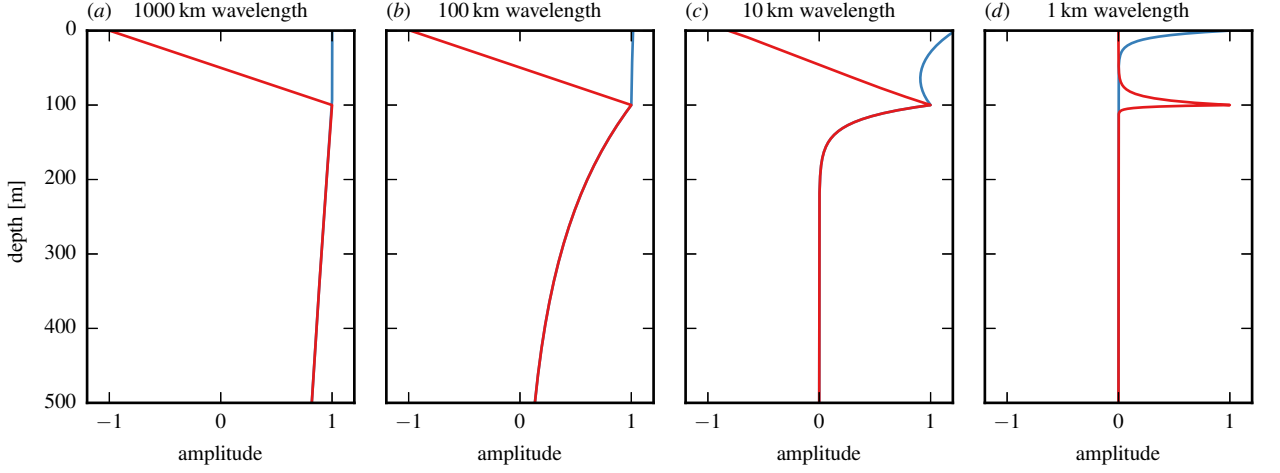 (a) 1000 km wavelength
(b) 100 km wavelength
(c) 10 km wavelength
(d) 1 km wavelength
0
100
200
300
400
500
depth [m]
−1 0 1
−1 0 1
−1 0 1
−1 0 1
amplitude
amplitude
amplitude
amplitude